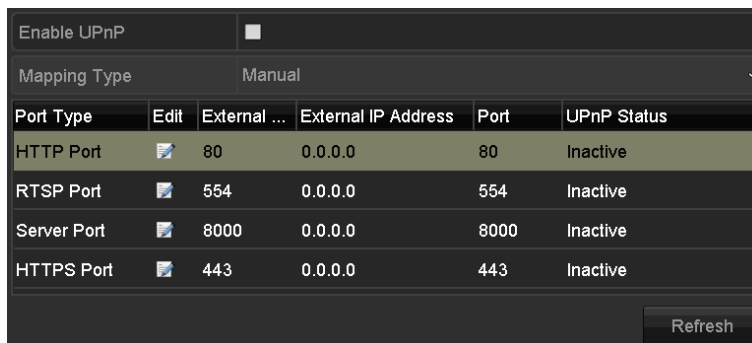 Enable UPnP
Mapping Type Manual
Port Type Edit External ... External IP Address Port UPnP Status
HTTP Port 80 0.0.0.0 80 Inactive
RTSP Port 554 0.0.0.0 554 Inactive
Server Port 8000 0.0.0.0 8000 Inactive
HTTPS Port 443 0.0.0.0 443 Inactive
Refresh